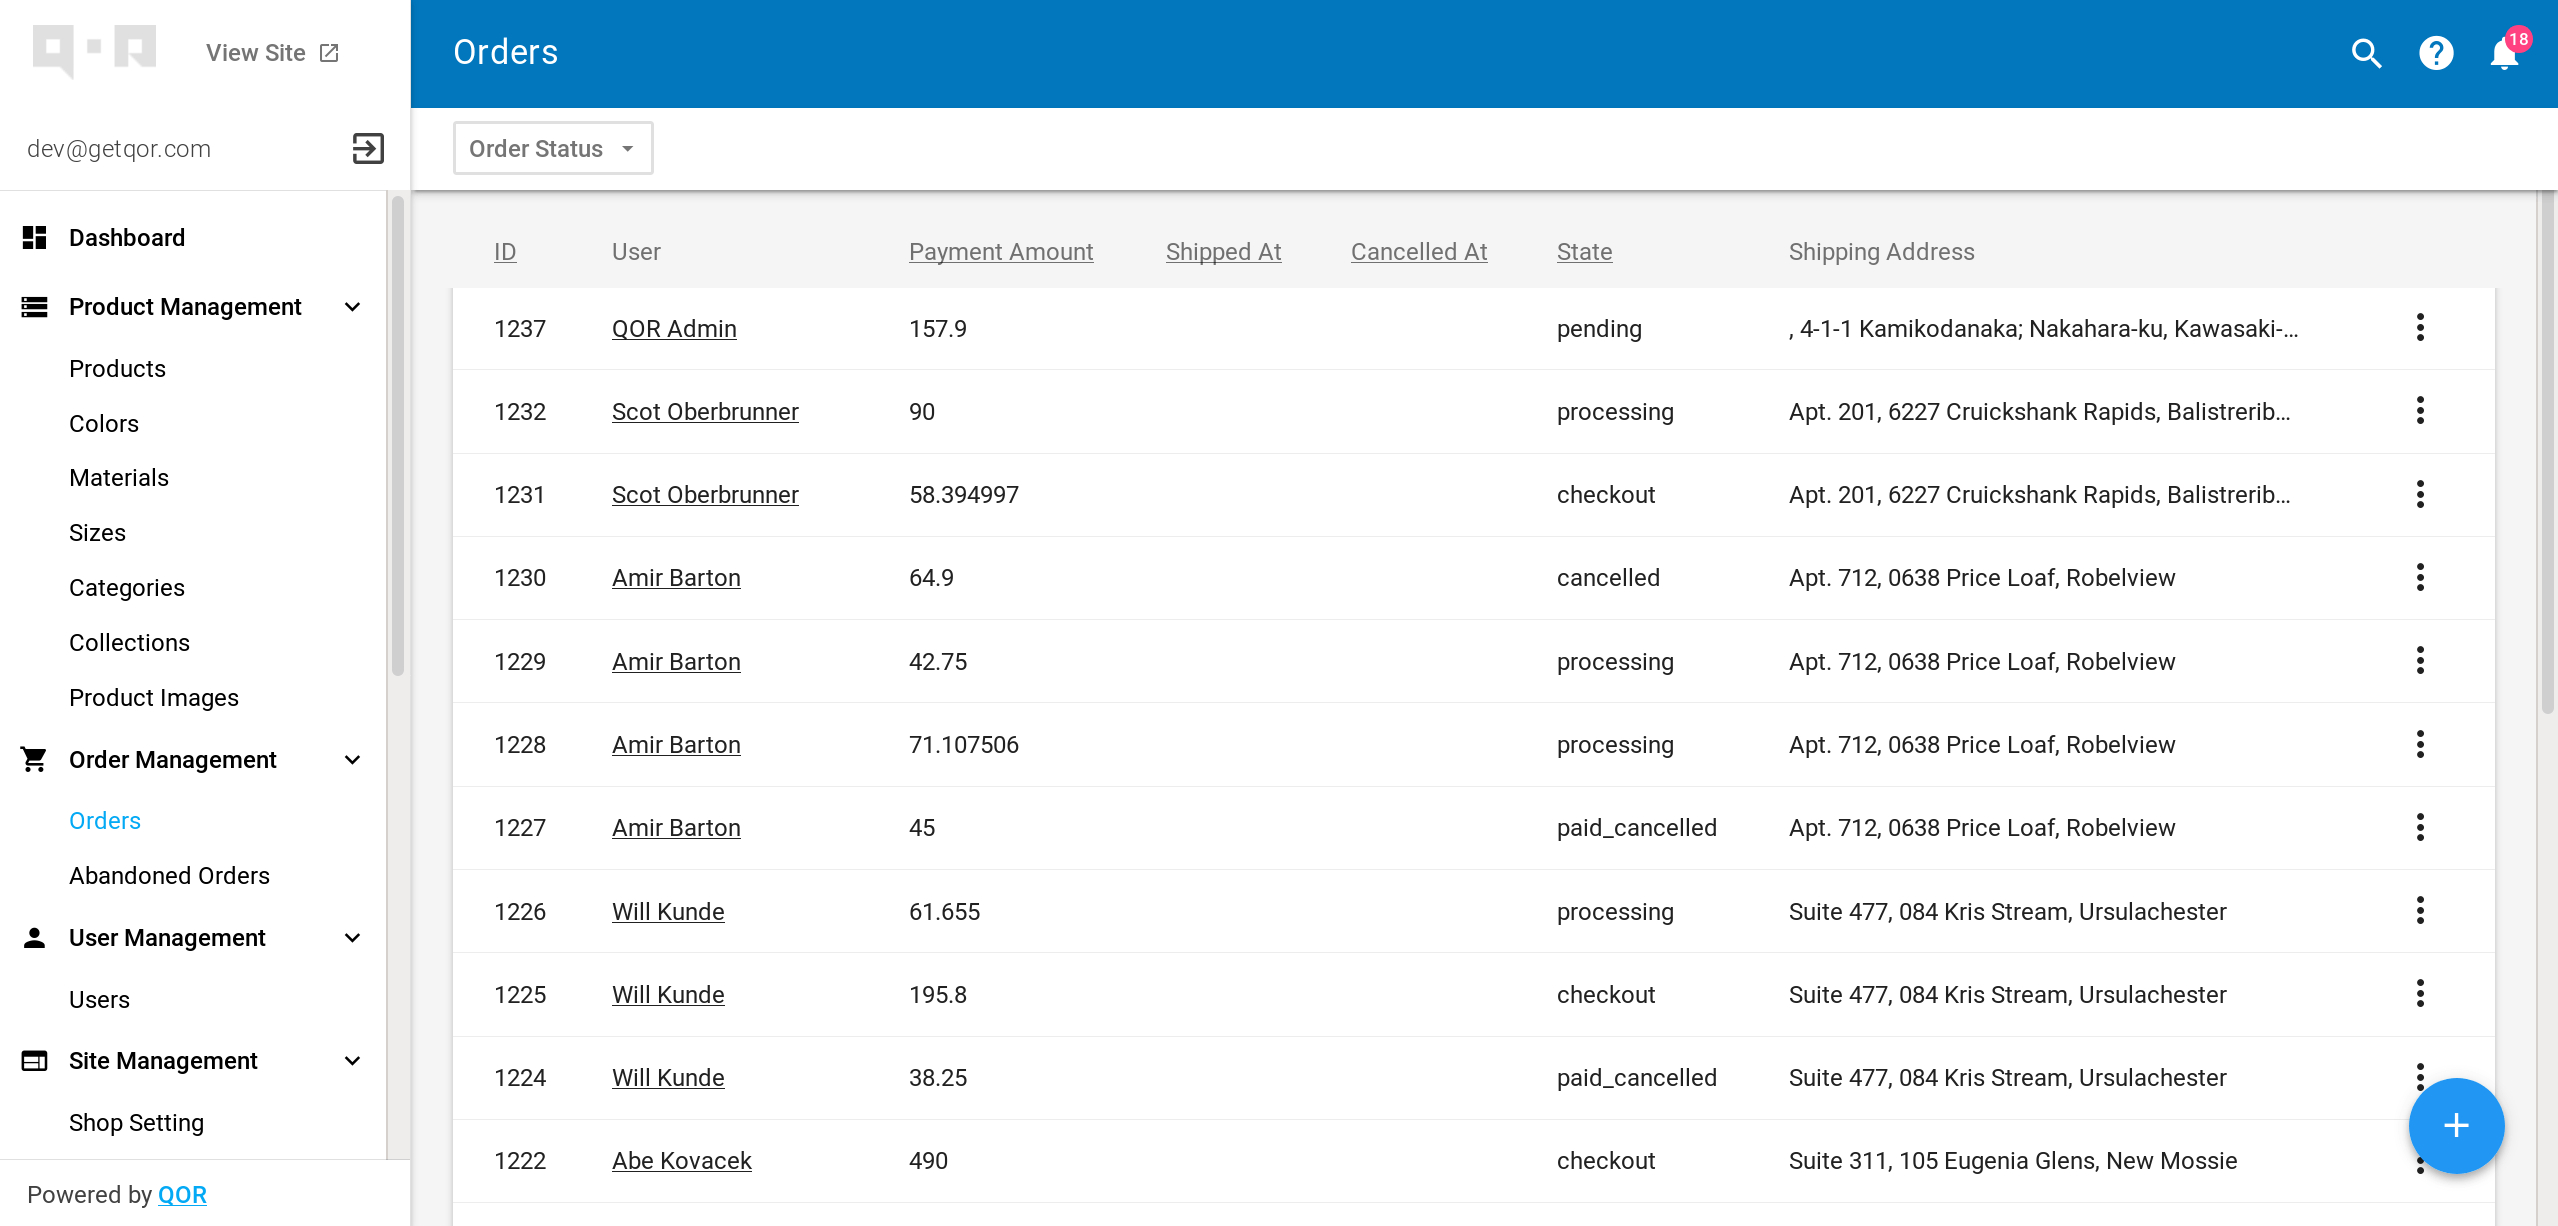 View Site
Orders
18
dev@getqor.com
Order Status
Dashboard
Product Management
Products
Colors
Materials
Sizes
Categories
Collections
Product Images
Order Management
Orders
Abandoned Orders
User Management
Users
Site Management
Shop Setting
Powered by QOR
ID User Payment Amount Shipped At Cancelled At State Shipping Address
1237 QOR Admin 157.9 pending , 4-1-1 Kamikodanaka; Nakahara-ku, Kawasaki-...
1232 Scot Oberbrunner 90 processing Apt. 201, 6227 Cruickshank Rapids, Balistrerib...
1231 Scot Oberbrunner 58.394997 checkout Apt. 201, 6227 Cruickshank Rapids, Balistrerib...
1230 Amir Barton 64.9 cancelled Apt. 712, 0638 Price Loaf, Robelview
1229 Amir Barton 42.75 processing Apt. 712, 0638 Price Loaf, Robelview
1228 Amir Barton 71.107506 processing Apt. 712, 0638 Price Loaf, Robelview
1227 Amir Barton 45 paid_cancelled Apt. 712, 0638 Price Loaf, Robelview
1226 Will Kunde 61.655 processing Suite 477, 084 Kris Stream, Ursulachester
1225 Will Kunde 195.8 checkout Suite 477, 084 Kris Stream, Ursulachester
1224 Will Kunde 38.25 paid_cancelled Suite 477, 084 Kris Stream, Ursulachester
1222 Abe Kovacek 490 checkout Suite 311, 105 Eugenia Glens, New Mossie